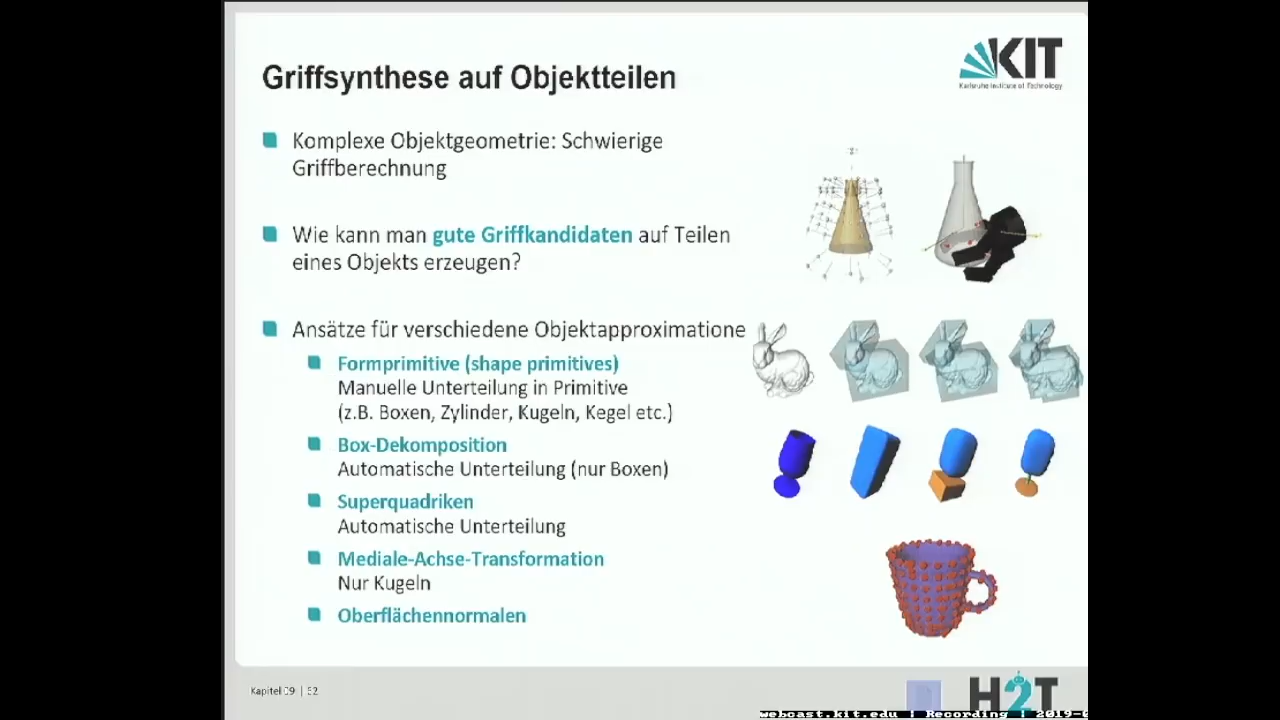 Griffsynthese auf Objektteilen
KIT
Karlsruhe Institute of Technology
Komplexe Objektgeometrie: Schwierige
Griffberechnung
Wie kann man gute Griffkandidaten auf Teilen
eines Objekts erzeugen?
Ansätze für verschiedene Objektapproximatione
Formprimitive (shape primitives)
Manuelle Unterteilung in Primitive
(z.B. Boxen, Zylinder, Kugeln, Kegel etc.)
Box-Dekomposition
Automatische Unterteilung (nur Boxen)
Superquadriken
Automatische Unterteilung
Mediale-Achse-Transformation
Nur Kugeln
Oberflächennormalen
Kapitel 09 |
H2T
webcast.kit.edu | Recording | 2019-